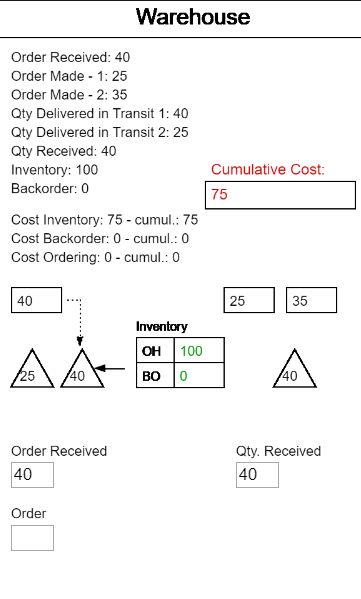 Warehouse
Order Received: 40
Order Made - 1: 25
Order Made - 2: 35
Qty Delivered in Transit 1: 40
Qty Delivered in Transit 2: 25
Qty Received: 40
Inventory: 100
Backorder: 0
Cumulative Cost:
75
Cost Inventory: 75 - cumul.: 75
Cost Backorder: 0 - cumul.: 0
Cost Ordering: 0 - cumul.: 0
40 25 35
Inventory
OH 100
25 40 BO 0 40
Order Received Qty. Received
40 40
Order